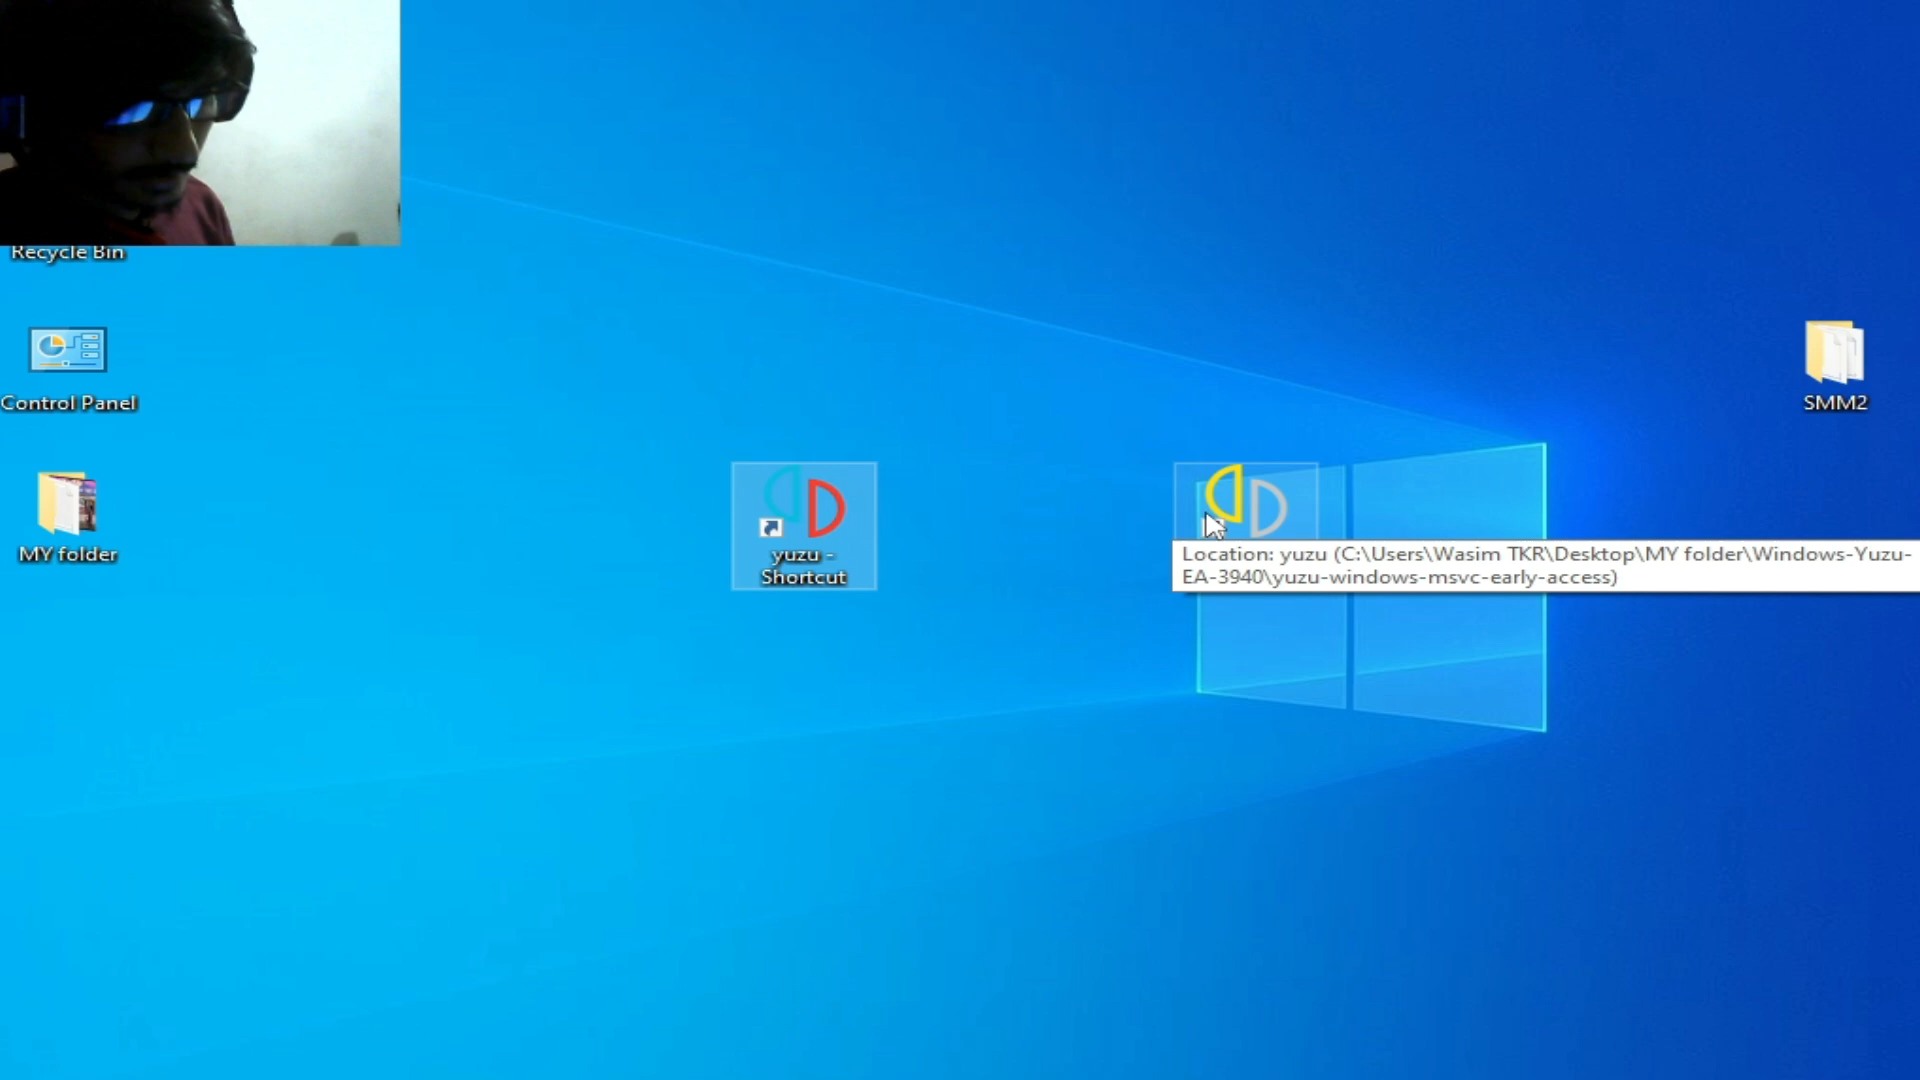 Recycle Bin
Control Panel
MY folder
yuzu -
Shortcut
Location: yuzu (C:\Users\Wasim TKR\Desktop\MY folder\Windows-Yuzu-
EA-3940\yuzu-windows-msvc-early-access)
SMM2